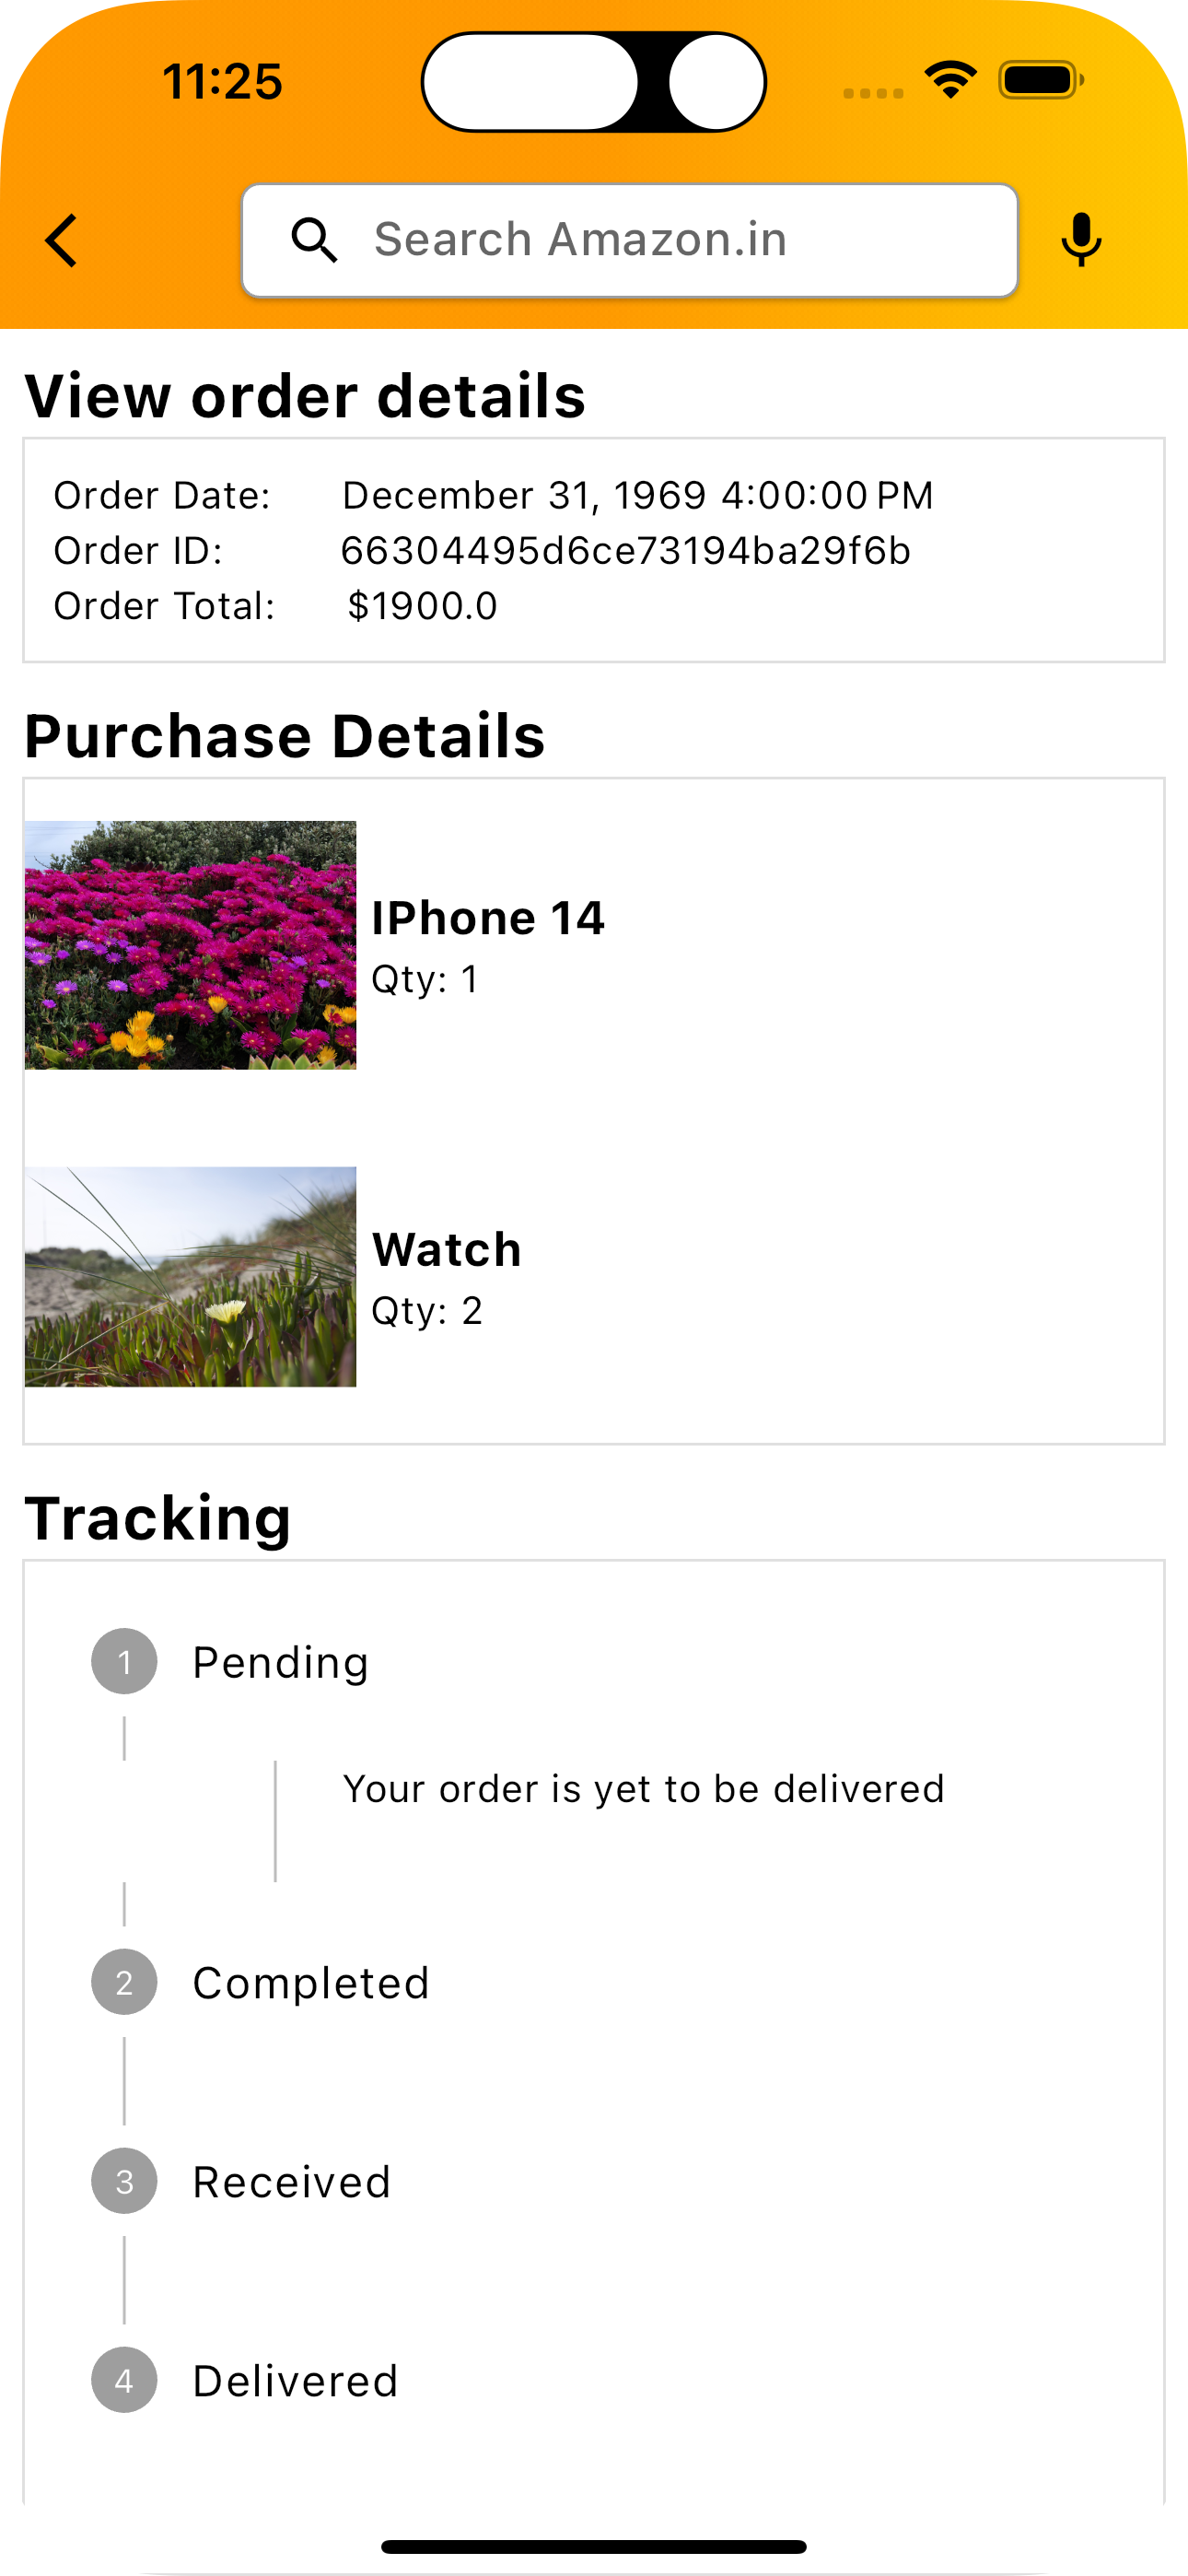 11:25
Search Amazon.in
View order details
Order Date: December 31, 1969 4:00:00 PM
Order ID: 66304495d6ce73194ba29f6b
Order Total: $1900.0
Purchase Details
IPhone 14
Qty: 1
Watch
Qty: 2
Tracking
1 Pending
Your order is yet to be delivered
2 Completed
3 Received
4 Delivered